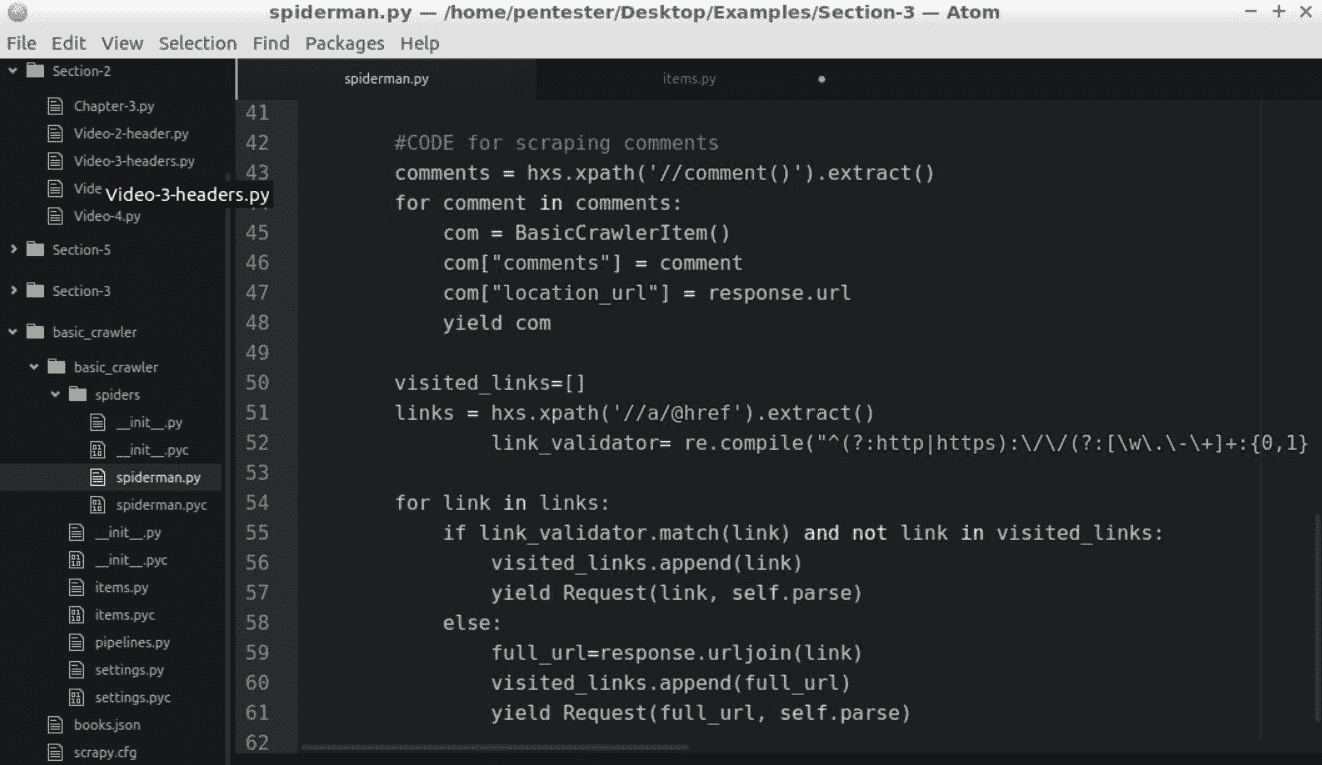 spiderman.py — /home/pentester/Desktop/Examples/Section-3 — Atom
File Edit View Selection Find Packages Help
Section-2
Chapter-3.py
Video-2-header.py
Video-3-headers.py
Vide
Video-3-headers.py
Video-4.py
Section-5
Section-3
basic_crawler
basic_crawler
spiders
__init__.py
__init__.pyc
spiderman.py
spiderman.pyc
__init__.py
__init__.pyc
items.py
items.pyc
pipelines.py
settings.py
settings.pyc
books.json
scrapy.cfg
spiderman.py items.py
41
42 #CODE for scraping comments
43 comments = hxs.xpath('//comment()').extract()
for comment in comments:
45 com = BasicCrawlerItem()
46 com["comments"] = comment
47 com["location_url"] = response.url
48 yield com
49
50 visited_links=[]
51 links = hxs.xpath('//a/@href').extract()
52 link_validator= re.compile("^(?:http|https):\/\/(?:[\w\.\-\+]+:{0,1}
53
54 for link in links:
55 if link_validator.match(link) and not link in visited_links:
56 visited_links.append(link)
57 yield Request(link, self.parse)
58 else:
59 full_url=response.urljoin(link)
60 visited_links.append(full_url)
61 yield Request(full_url, self.parse)
62